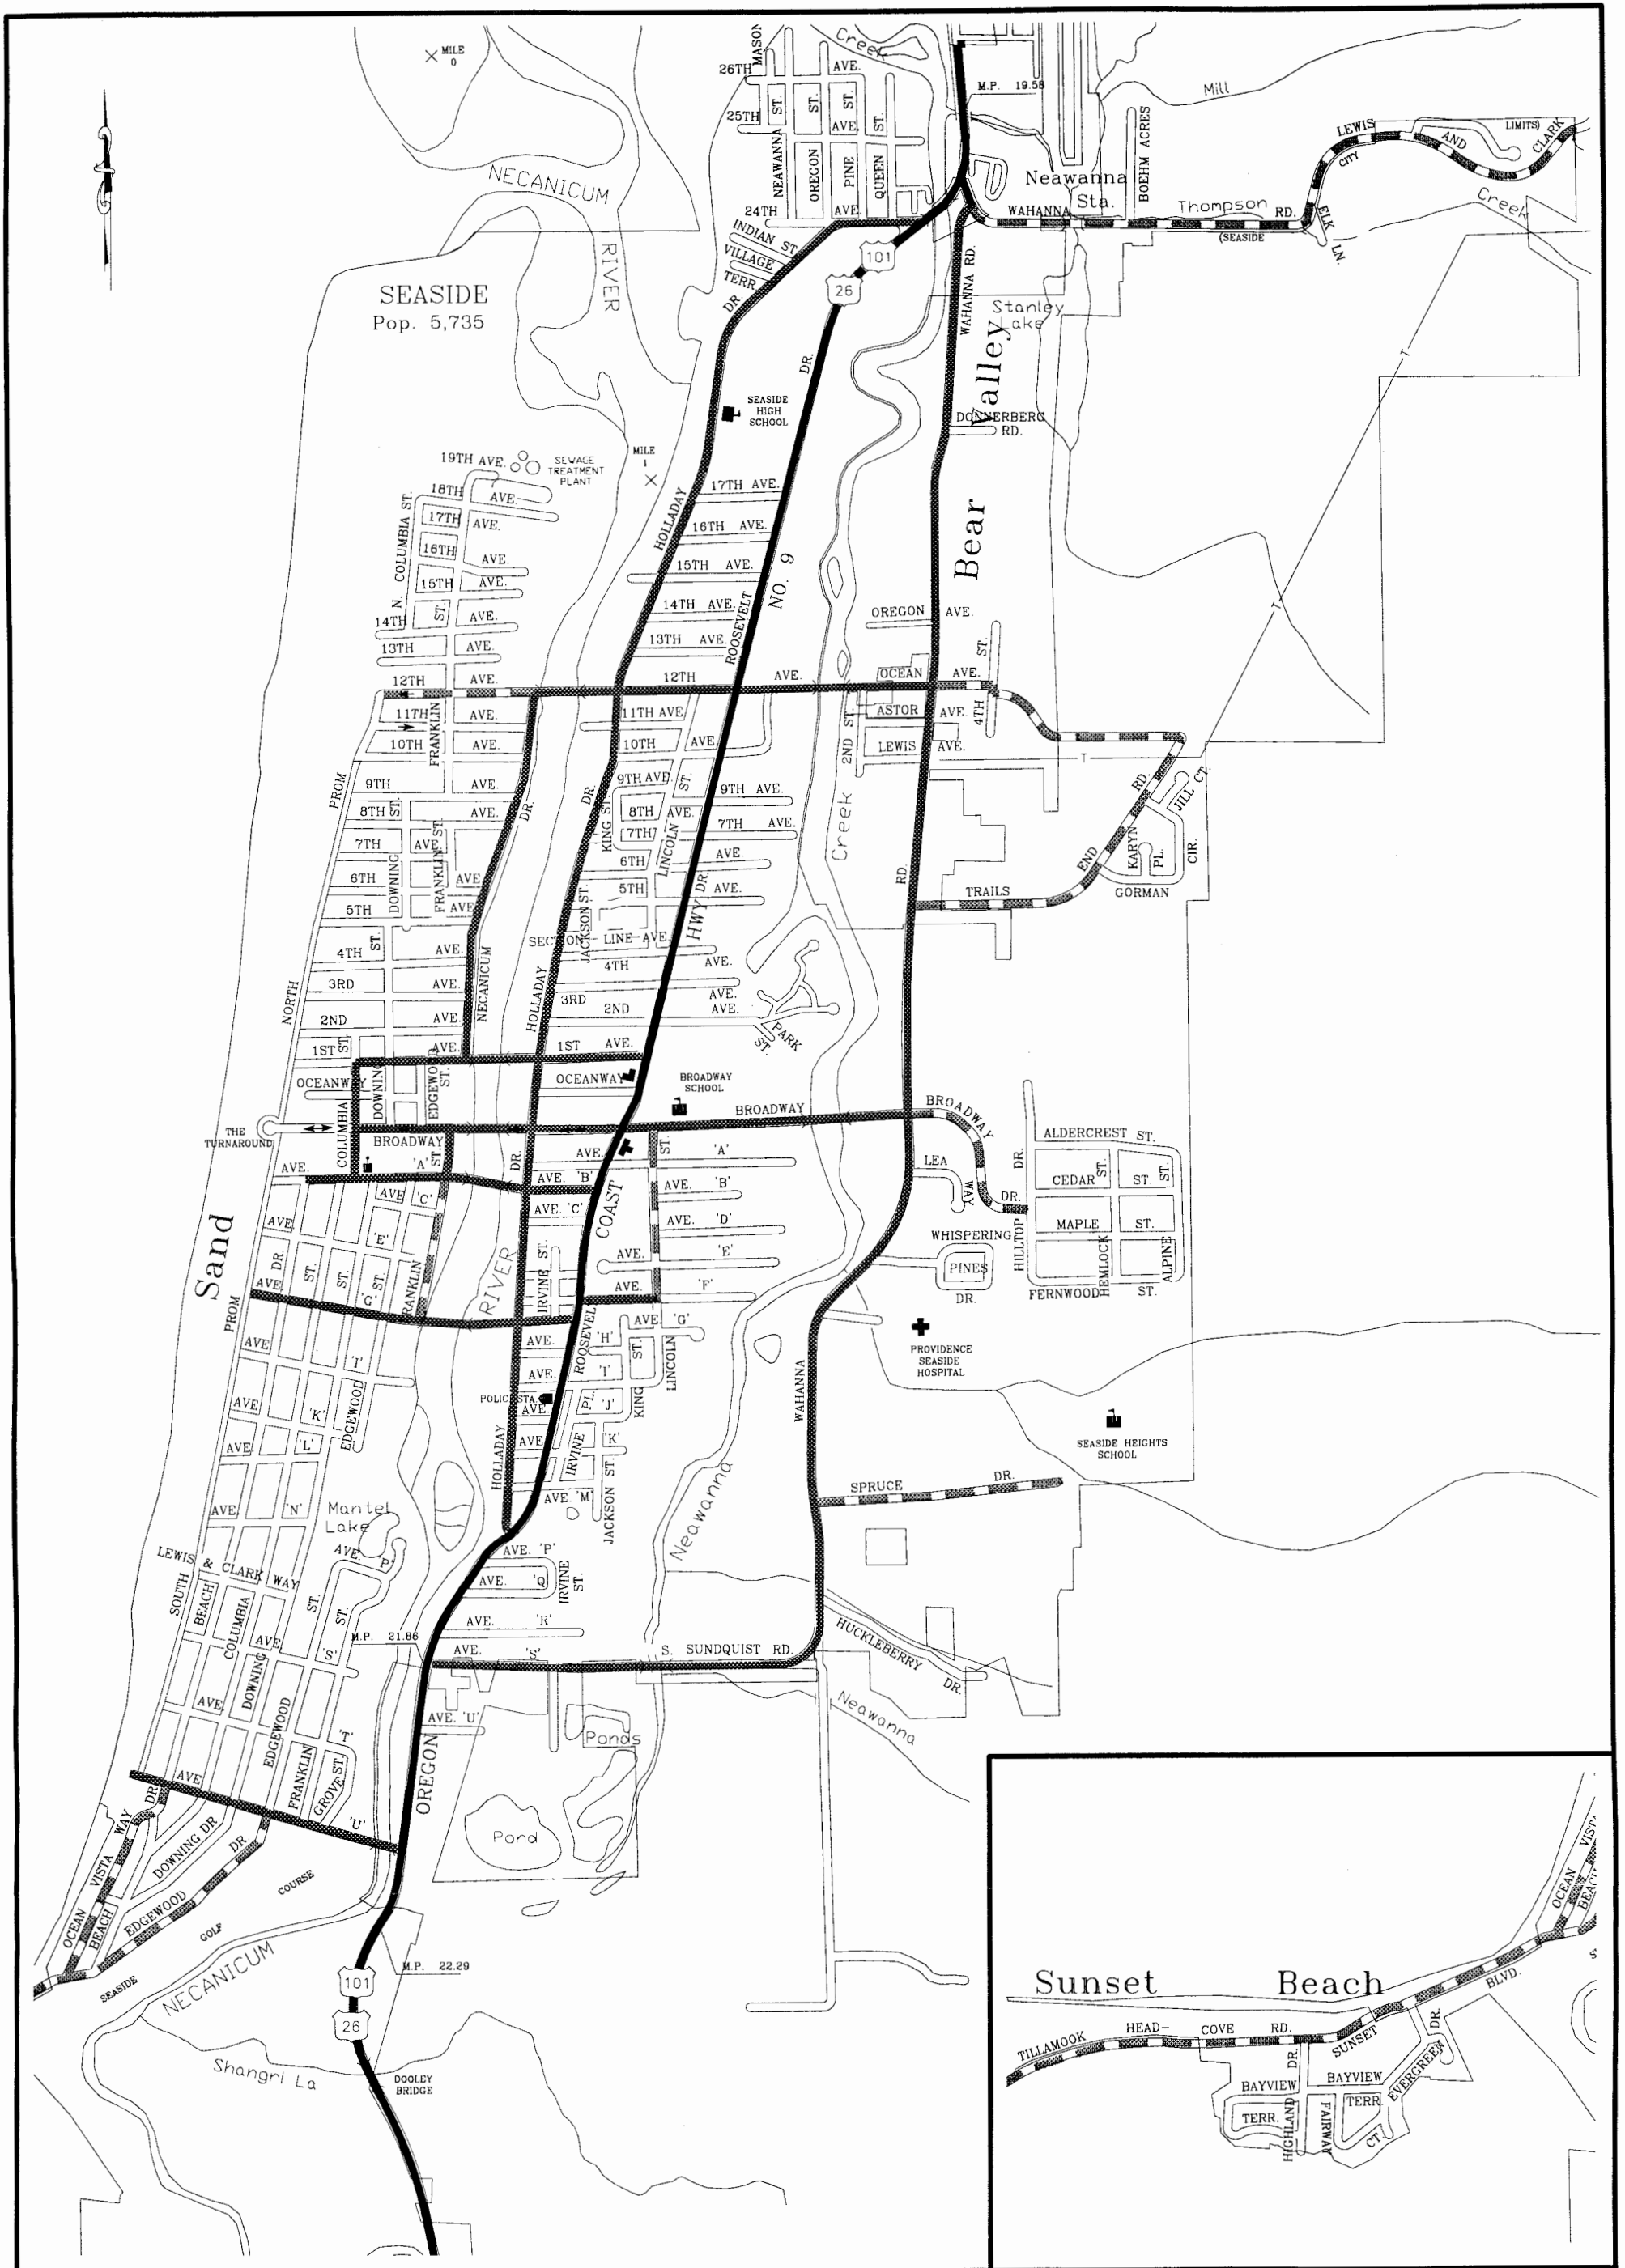 MILE
0
Creek
MASON
26TH AVE.
M.P. 19.58
Mill
25TH AVE.
NEAWANNA ST.
OREGON ST.
PINE ST.
QUEEN ST.
BOEHM ACRES
LEWIS AND CLARK
CITY LIMITS)
NECANICUM
RIVER
Neawanna
Sta.
24TH AVE.
WAHANNA RD.
Thompson
Creek
(SEASIDE
ELK LN.
INDIAN ST
VILLAGE
TERR
DR
101
26
SEASIDE
Pop. 5,735
WAHANNA RD.
Stanley
Lake
DR.
Bear Valley
SEASIDE
HIGH
SCHOOL
DONNERBERG
RD.
T
MILE
1
19TH AVE.
SEWAGE
TREATMENT
PLANT
18TH AVE.
17TH AVE.
16TH AVE.
15TH AVE.
14TH AVE.
13TH AVE.
12TH AVE.
11TH AVE.
10TH AVE.
9TH AVE.
8TH
7TH AVE
6TH AVE
5TH AVE
4TH AVE.
3RD AVE.
2ND AVE.
1ST AVE.
N. COLUMBIA ST.
HOLLADAY
17TH AVE.
16TH AVE.
15TH AVE.
14TH AVE.
13TH AVE.
12TH AVE.
11TH AVE
10TH AVE
9TH AVE
8TH AVE
7TH
6TH
5TH
SECTION LINE AVE
4TH AVE.
3RD AVE.
2ND AVE.
1ST AVE.
9TH AVE.
7TH AVE.
AVE.
AVE.
ROOSEVELT
NO. 9
OREGON AVE.
OCEAN AVE.
ASTOR AVE.
LEWIS AVE.
4TH ST.
2ND ST.
T
T
FRANKLIN
FRANKLIN ST.
DOWNING ST.
NORTH PROM
NECANICUM DR.
HOLLADAY DR.
KING ST.
JACKSON ST.
LINCOLN ST.
HWY DR.
Creek
RD.
TRAILS END RD.
JILL CT.
KARYN PL.
GORMAN CIR.
PARK ST.
OCEANWAY
DOWNING
EDGEWOOD ST.
COLUMBIA ST.
OCEANWAY
BROADWAY
SCHOOL
BROADWAY
BROADWAY
THE
TURNAROUND
BROADWAY
LEA WAY
DR.
ALDERCREST ST.
CEDAR ST.
MAPLE ST.
FERNWOOD ST.
HILLTOP DR.
HEMLOCK ST.
ALPINE ST.
WHISPERING
PINES
DR.
AVE. 'A'
AVE. 'B'
AVE. 'C'
AVE. 'A'
AVE. 'B'
AVE. 'D'
AVE. 'E'
AVE. 'F'
AVE. 'G'
AVE. 'C'
AVE. 'E'
AVE. 'G'
AVE. 'I'
AVE. 'K'
AVE. 'L'
AVE. 'N'
COAST
Sand
PROM
RIVER
FRANKLIN
IRVINE ST.
ROOSEVELT
AVE. 'H'
AVE. 'I'
AVE. 'J'
AVE. 'K'
AVE. 'M'
KING ST.
LINCOLN
IRVINE PL.
JACKSON ST.
POLICE STA.
HOLLADAY
EDGEWOOD
PROVIDENCE
SEASIDE
HOSPITAL
SEASIDE HEIGHTS
SCHOOL
WAHANNA
SPRUCE DR.
Neawanna
Mantel
Lake
LEWIS & CLARK WAY
AVE. 'P'
AVE. 'P'
AVE. 'Q'
AVE. 'R'
AVE. 'S'
IRVINE ST.
S. SUNDQUIST RD.
HUCKLEBERRY DR.
Neawanna
M.P. 21.86
SOUTH
BEACH
COLUMBIA
DOWNING
EDGEWOOD
FRANKLIN
GROVE ST.
ST.
ST.
AVE 'S'
AVE 'T'
AVE 'U'
AVE. 'U'
OREGON
Ponds
Pond
DR
OCEAN VISTA WAY
BEACH
DOWNING DR
EDGEWOOD DR.
SEASIDE GOLF COURSE
NECANICUM
M.P. 22.29
101
26
Shangri La
DOOLEY
BRIDGE
Sunset Beach
OCEAN VISTA
BEACH
TILLAMOOK HEAD- COVE RD.
SUNSET BLVD.
DR.
EVERGREEN DR.
BAYVIEW
BAYVIEW
TERR.
TERR.
HIGHLAND
FAIRWAY
CT.